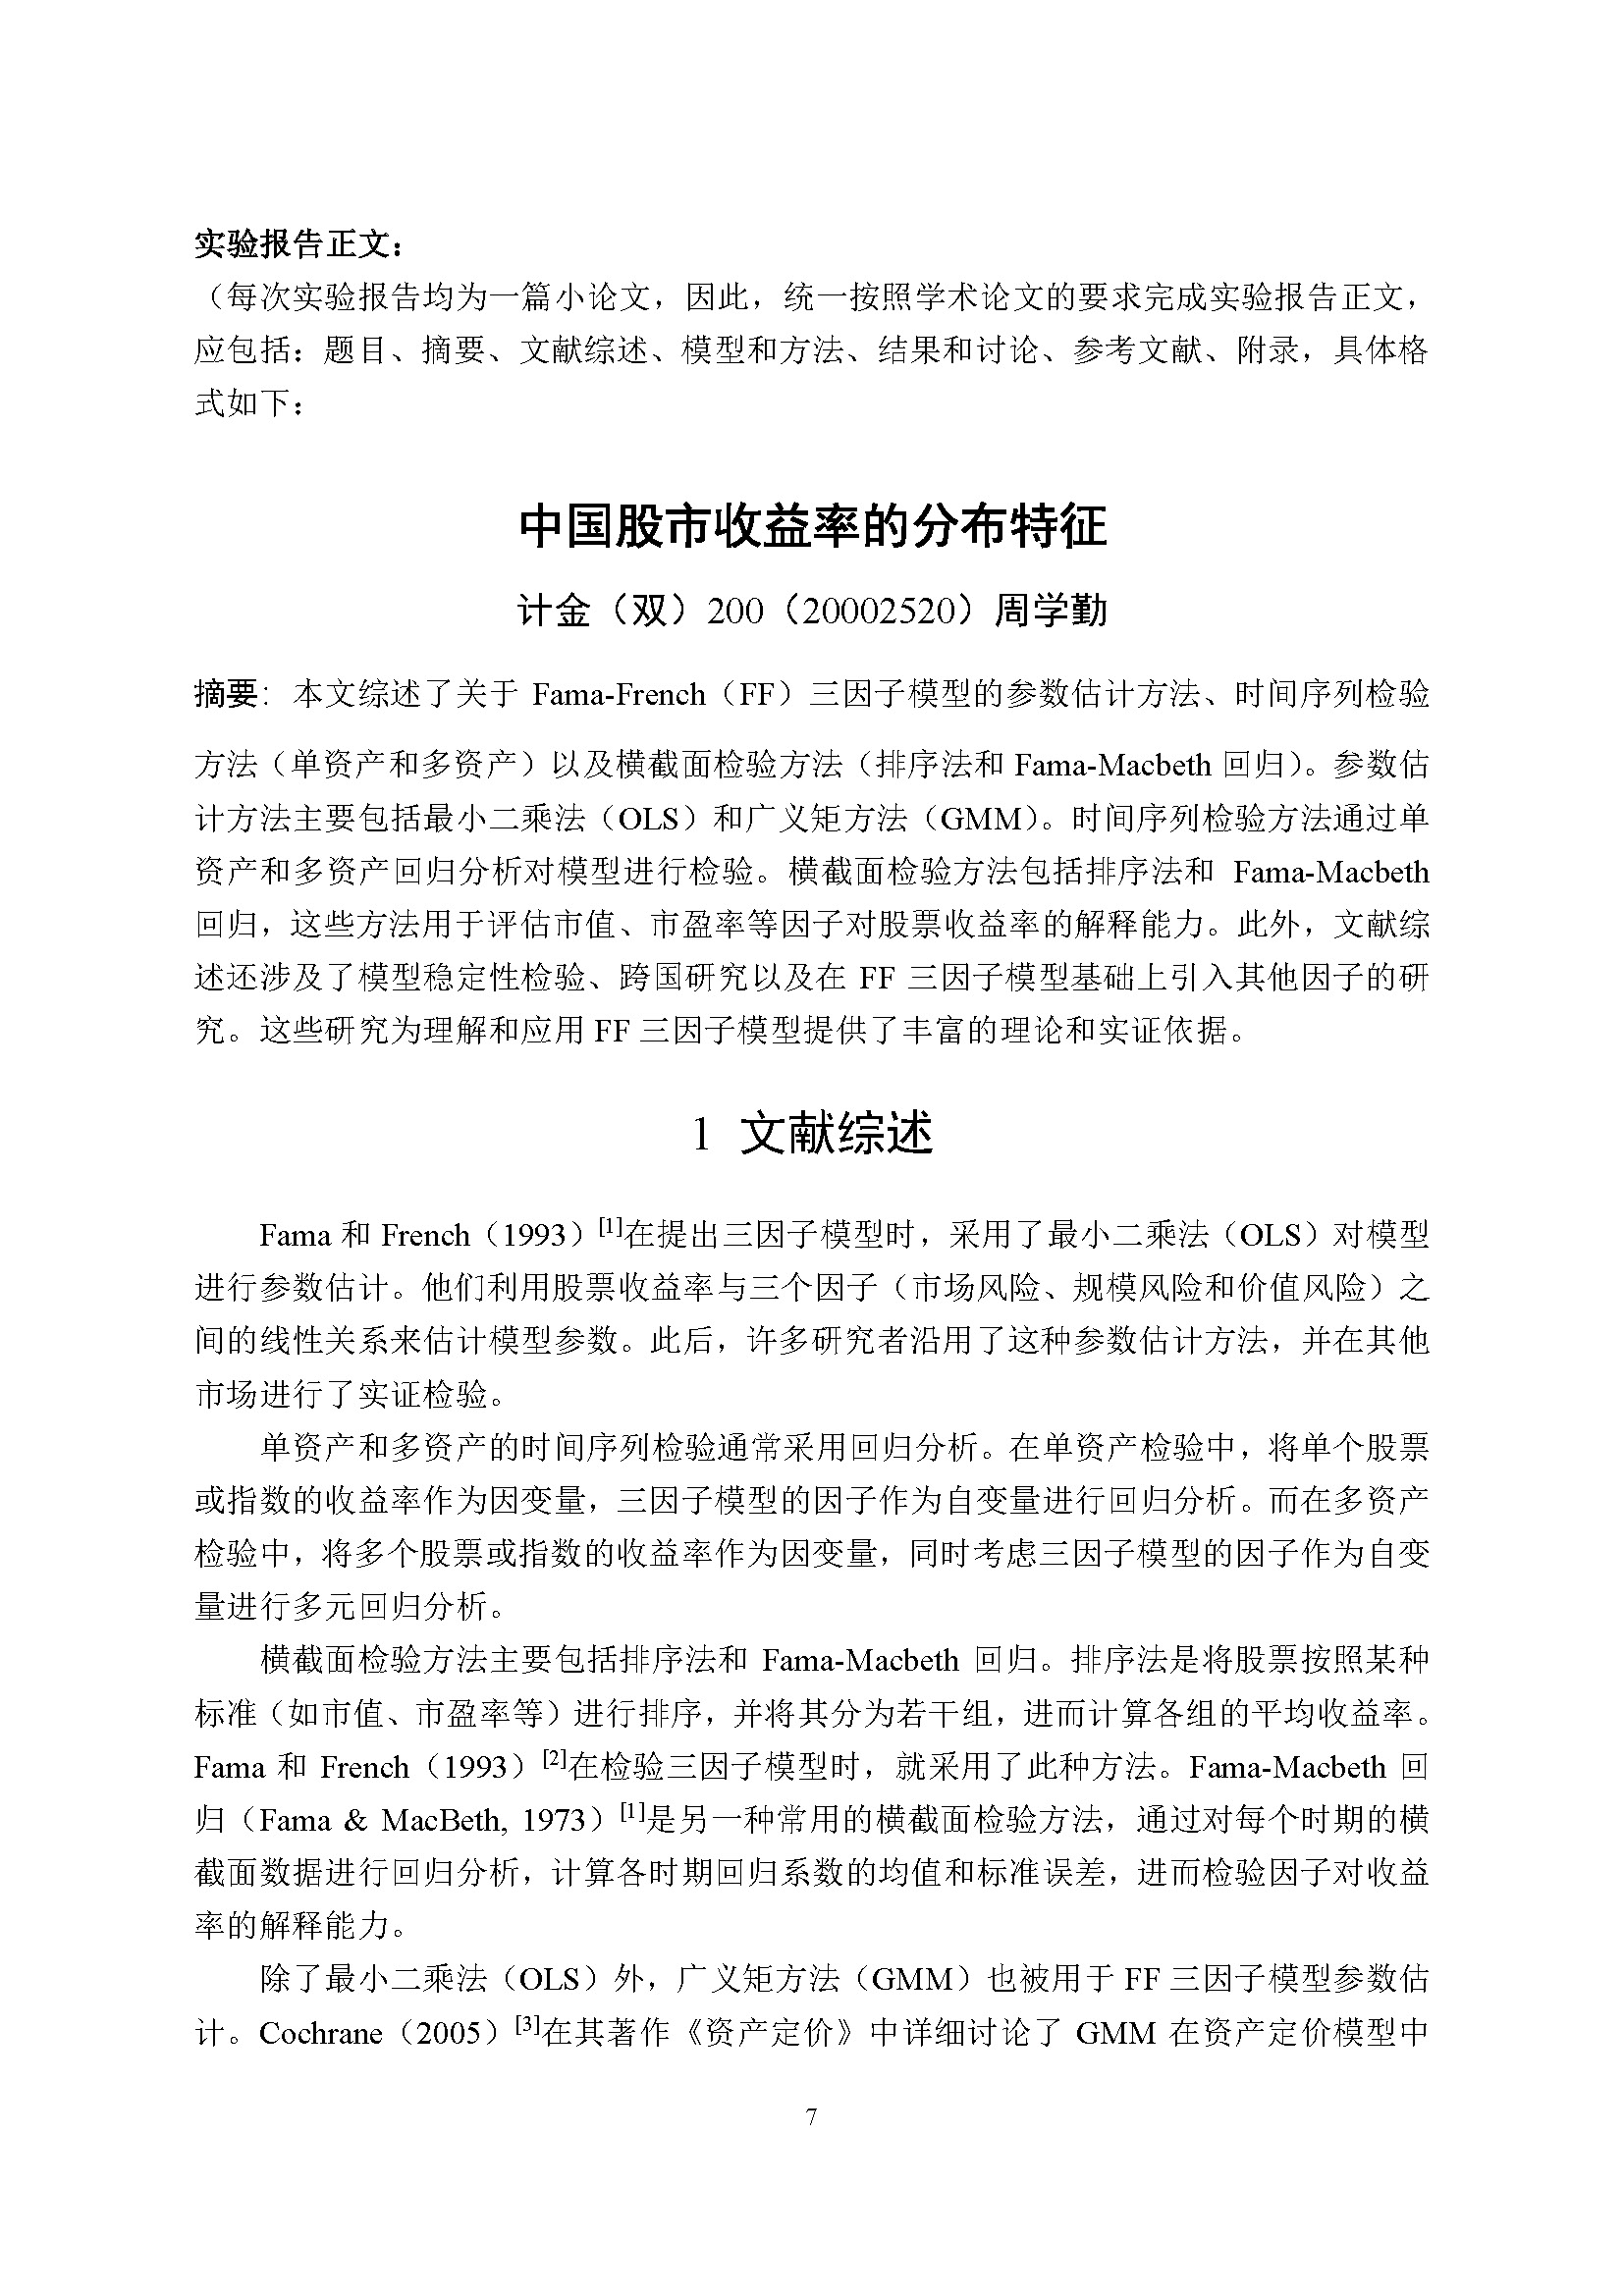 实验报告正文：
（每次实验报告均为一篇小论文，因此，统一按照学术论文的要求完成实验报告正文，
应包括：题目、摘要、文献综述、模型和方法、结果和讨论、参考文献、附录，具体格
式如下：
中国股市收益率的分布特征
计金（双）200（20002520）周学勤
摘要：本文综述了关于 Fama-French（FF）三因子模型的参数估计方法、时间序列检验
方法（单资产和多资产）以及横截面检验方法（排序法和 Fama-Macbeth 回归）。参数估
计方法主要包括最小二乘法（OLS）和广义矩方法（GMM）。时间序列检验方法通过单
资产和多资产回归分析对模型进行检验。横截面检验方法包括排序法和 Fama-Macbeth
回归，这些方法用于评估市值、市盈率等因子对股票收益率的解释能力。此外，文献综
述还涉及了模型稳定性检验、跨国研究以及在 FF 三因子模型基础上引入其他因子的研
究。这些研究为理解和应用 FF 三因子模型提供了丰富的理论和实证依据。
1 文献综述
Fama 和 French（1993）[1]在提出三因子模型时，采用了最小二乘法（OLS）对模型
进行参数估计。他们利用股票收益率与三个因子（市场风险、规模风险和价值风险）之
间的线性关系来估计模型参数。此后，许多研究者沿用了这种参数估计方法，并在其他
市场进行了实证检验。
单资产和多资产的时间序列检验通常采用回归分析。在单资产检验中，将单个股票
或指数的收益率作为因变量，三因子模型的因子作为自变量进行回归分析。而在多资产
检验中，将多个股票或指数的收益率作为因变量，同时考虑三因子模型的因子作为自变
量进行多元回归分析。
横截面检验方法主要包括排序法和 Fama-Macbeth 回归。排序法是将股票按照某种
标准（如市值、市盈率等）进行排序，并将其分为若干组，进而计算各组的平均收益率。
Fama 和 French（1993）[2]在检验三因子模型时，就采用了此种方法。Fama-Macbeth 回
归（Fama & MacBeth, 1973）[1]是另一种常用的横截面检验方法，通过对每个时期的横
截面数据进行回归分析，计算各时期回归系数的均值和标准误差，进而检验因子对收益
率的解释能力。
除了最小二乘法（OLS）外，广义矩方法（GMM）也被用于 FF 三因子模型参数估
计。Cochrane（2005）[3]在其著作《资产定价》中详细讨论了 GMM 在资产定价模型中
7